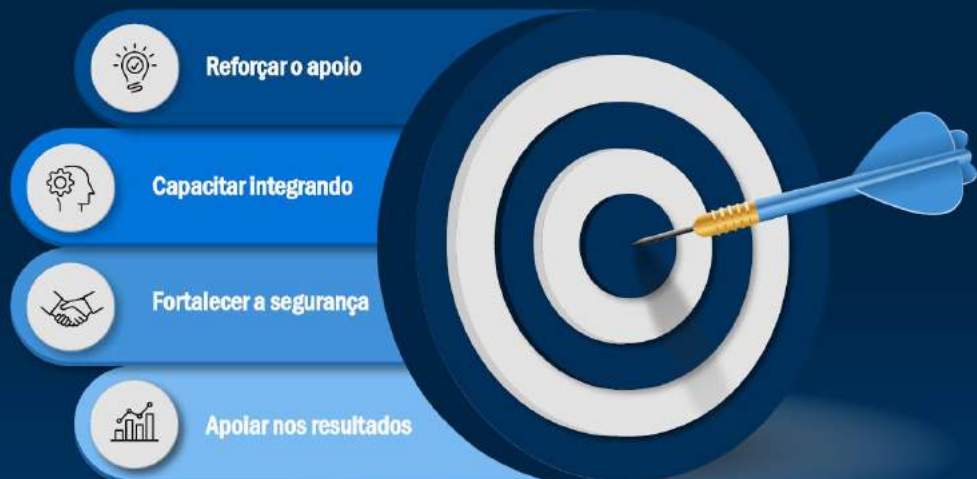 Reforçar o apoio
Capacitar integrando
Fortalecer a segurança
Apoiar nos resultados